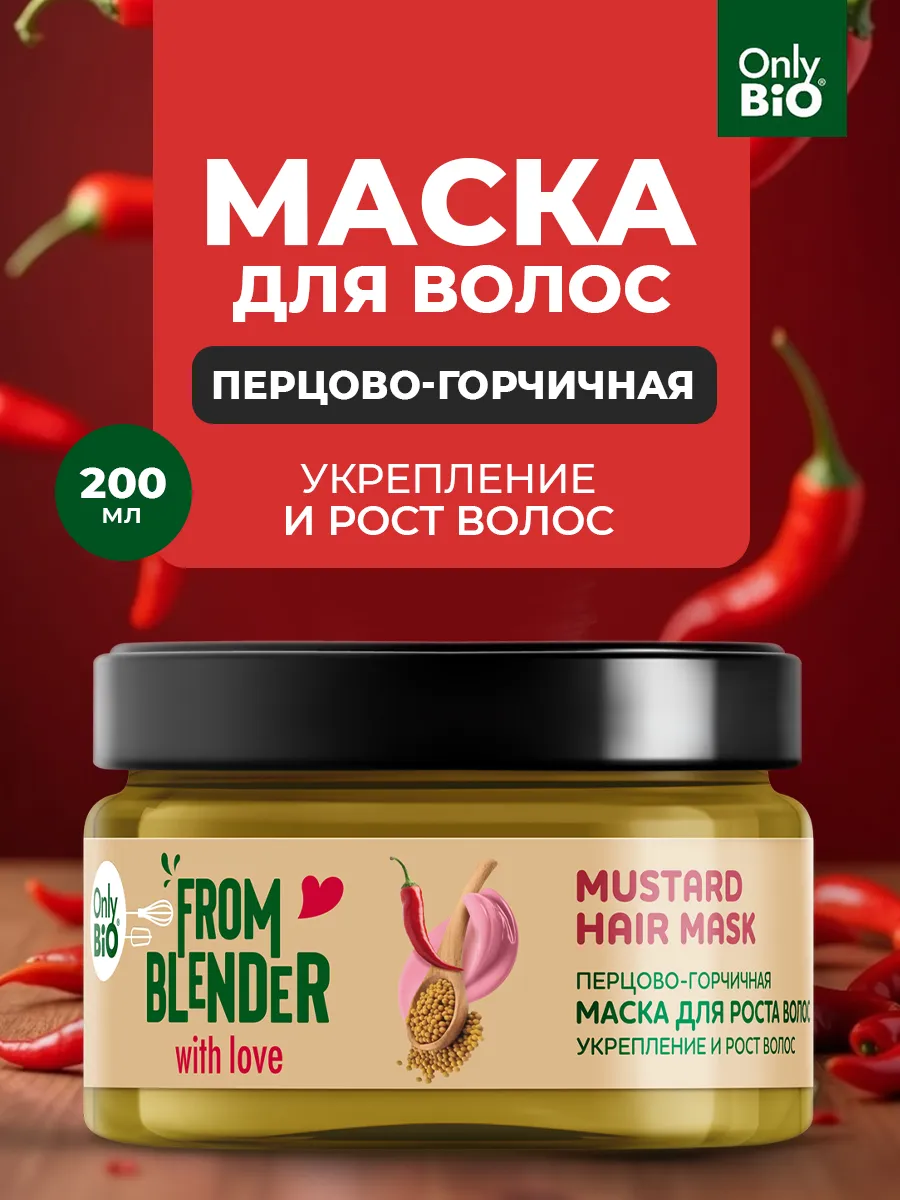 Only
BiO®
МАСКА
ДЛЯ ВОЛОС
ПЕРЦОВО-ГОРЧИЧНАЯ
УКРЕПЛЕНИЕ
И РОСТ ВОЛОС
200
МЛ
Only
BiO
FROM
BLENDER
with love
MUSTARD
HAIR MASK
ПЕРЦОВО-ГОРЧИЧНАЯ
МАСКА ДЛЯ РОСТА ВОЛОС
УКРЕПЛЕНИЕ И РОСТ ВОЛОС